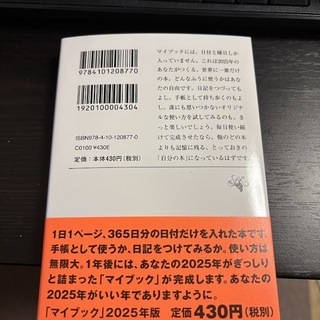 マイブックには、日付と曜日しか
入っていません。これは2025年の
あなたがつくる、世界に一冊だけ
の本。どんなふうに使うかはあな
たの自由です。日記をつづってもよ
し。手帳として持ち歩くのもよ
し。誰にも思いつかないオリジナ
ルな使い方を試してみるのも、き
っと楽しいでしょう。毎日使い続
けて完成させたなら、他のどの本
よりも記憶に残る、とっておき
の「自分の本」になっているはずです。
9784101208770
1920100004304
ISBN978-4-10-120877-0
C0100 ¥430E
定価:本体430円(税別)
1日1ページ、365日分の日付だけを入れた本です。
手帳として使うか、日記をつけてみるか。使い方は
無限大。1年後には、あなたの2025年がぎっしり
と詰まった「マイブック」が完成します。あなたの
2025年がいい年でありますように。
「マイブック」2025年版 定価430円(税別)